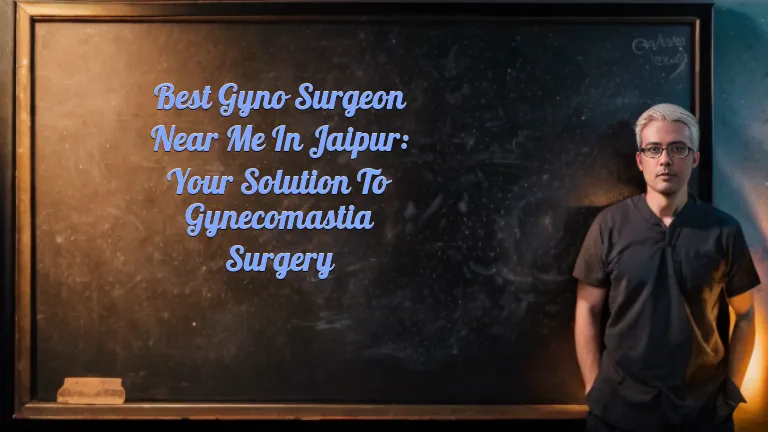 Best Gyno Surgeon
Near Me In Jaipur:
Your Solution To
Gynecomastia
Surgery